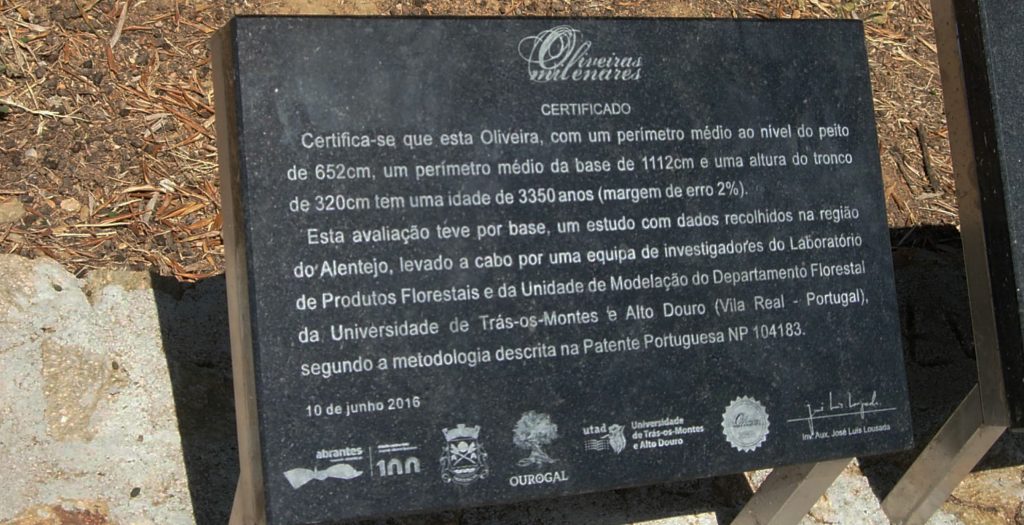 Oliveiras
milenares
CERTIFICADO
Certifica-se que esta Oliveira, com um perímetro médio ao nível do peito
de 652cm, um perímetro médio da base de 1112cm e uma altura do tronco
de 320cm tem uma idade de 3350 anos (margem de erro 2%).
Esta avaliação teve por base, um estudo com dados recolhidos na região
do Alentejo, levado a cabo por uma equipa de investigadores do Laboratório
de Produtos Florestais e da Unidade de Modelação do Departamento Florestal
da Universidade de Trás-os-Montes e Alto Douro (Vila Real - Portugal),
segundo a metodologia descrita na Patente Portuguesa NP 104183.
10 de junho 2016
abrantes
100
OUROGAL
utad
Universidade
de Trás-os-Montes
e Alto Douro
José Luis Lousada
Inv. Aux. José Luis Lousada